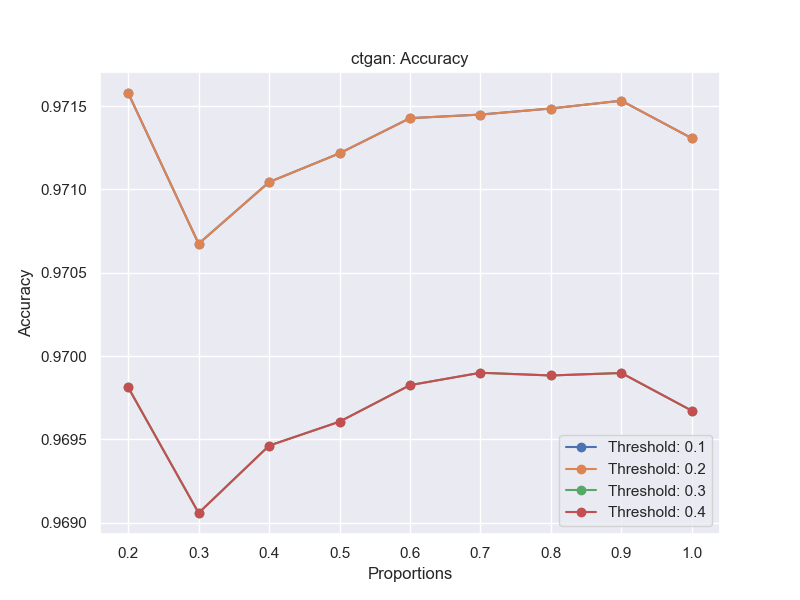 ctgan: Accuracy
Accuracy
0.9715
0.9710
0.9705
0.9700
0.9695
0.9690
Threshold: 0.1
Threshold: 0.2
Threshold: 0.3
Threshold: 0.4
0.2 0.3 0.4 0.5 0.6 0.7 0.8 0.9 1.0
Proportions